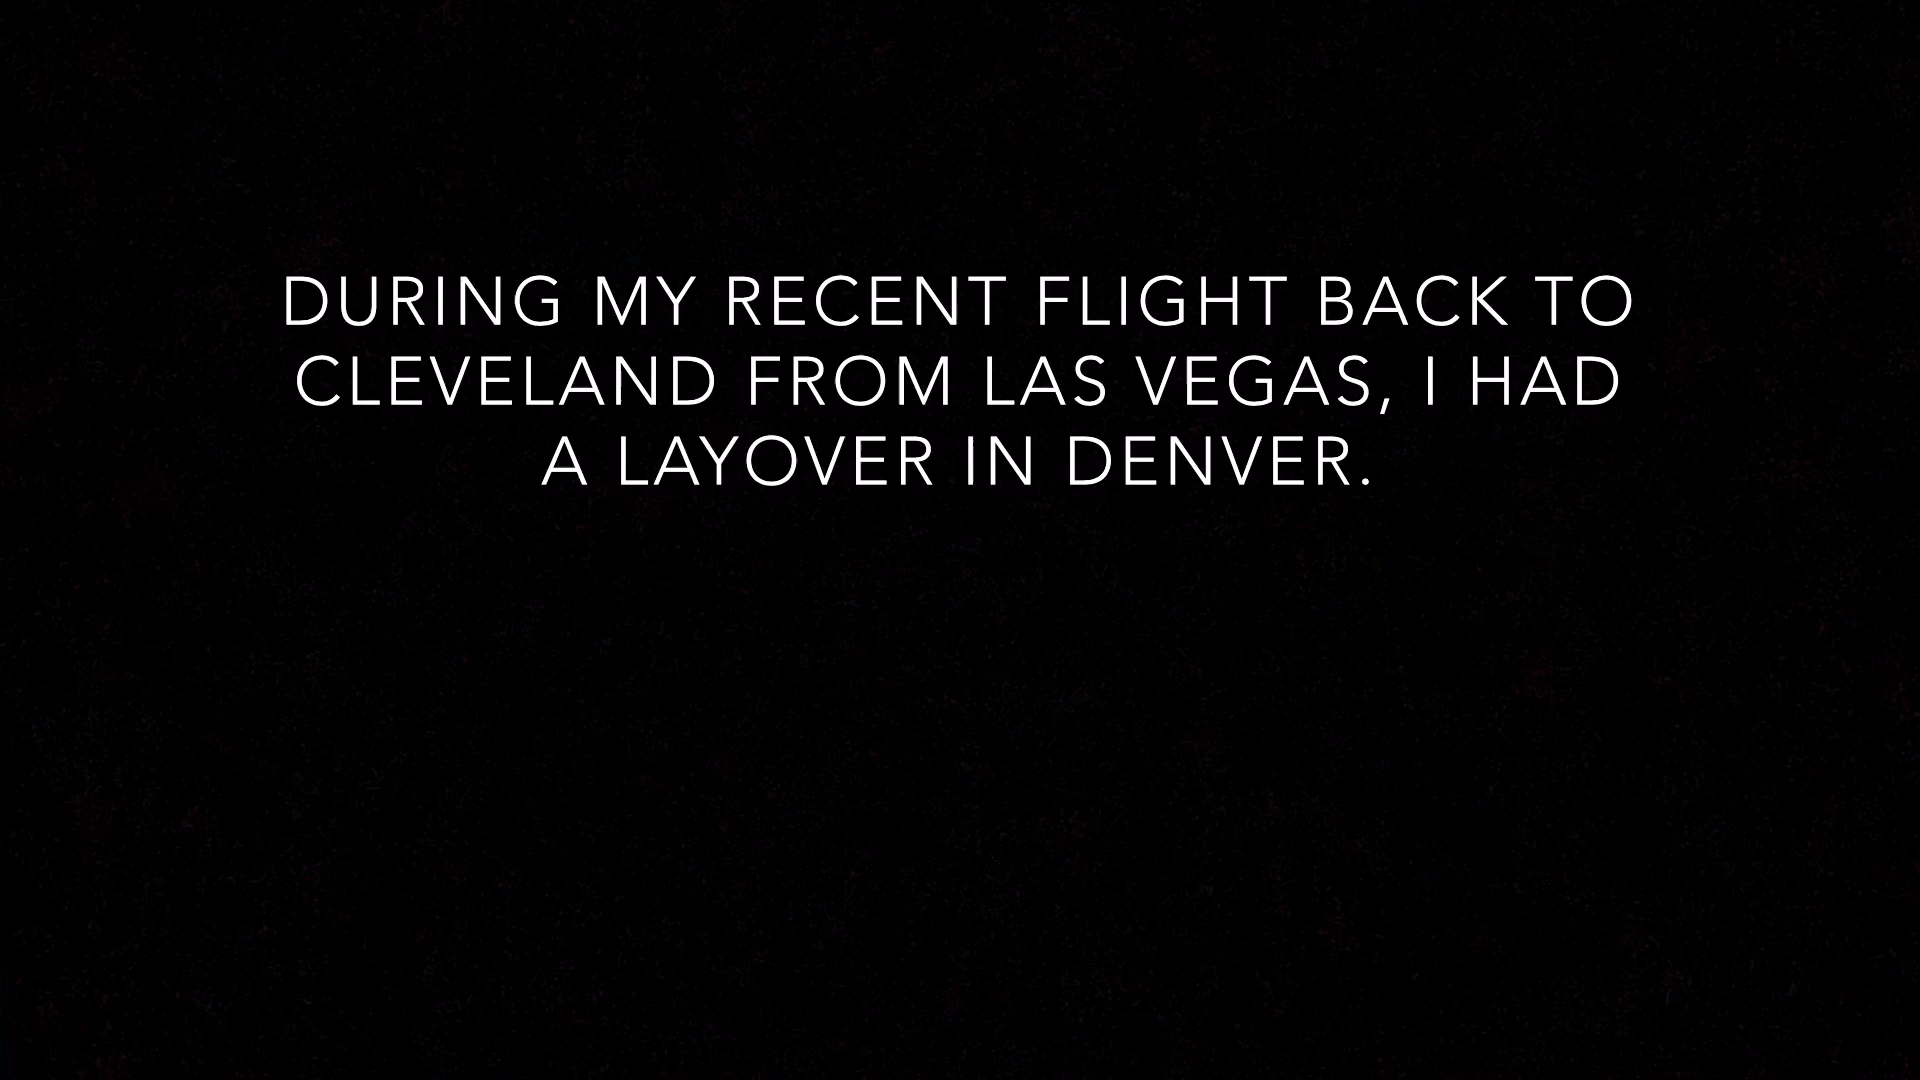 DURING MY RECENT FLIGHT BACK TO
CLEVELAND FROM LAS VEGAS, I HAD
A LAYOVER IN DENVER.